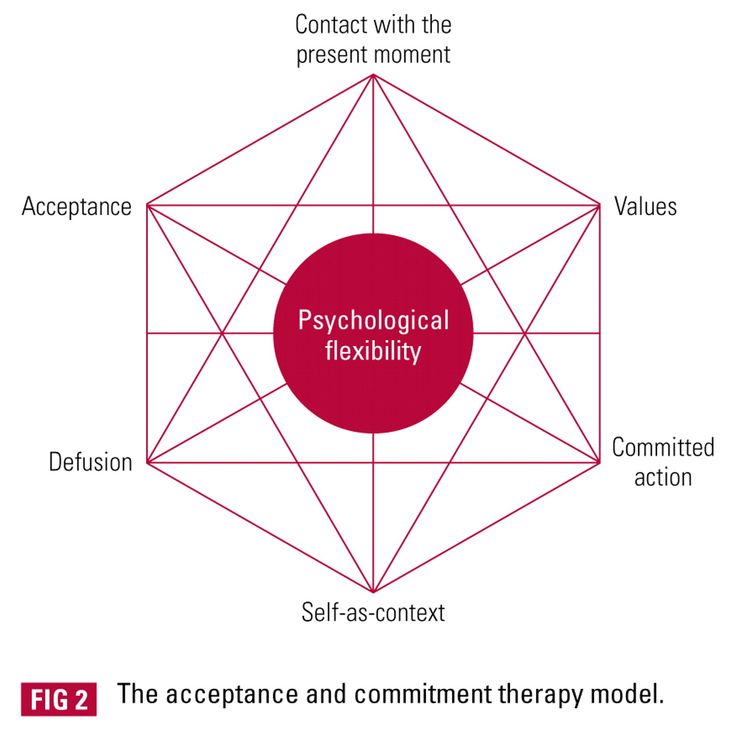 Contact with the
present moment
Acceptance
Values
Psychological
flexibility
Defusion
Committed
action
Self-as-context
FIG 2 The acceptance and commitment therapy model.